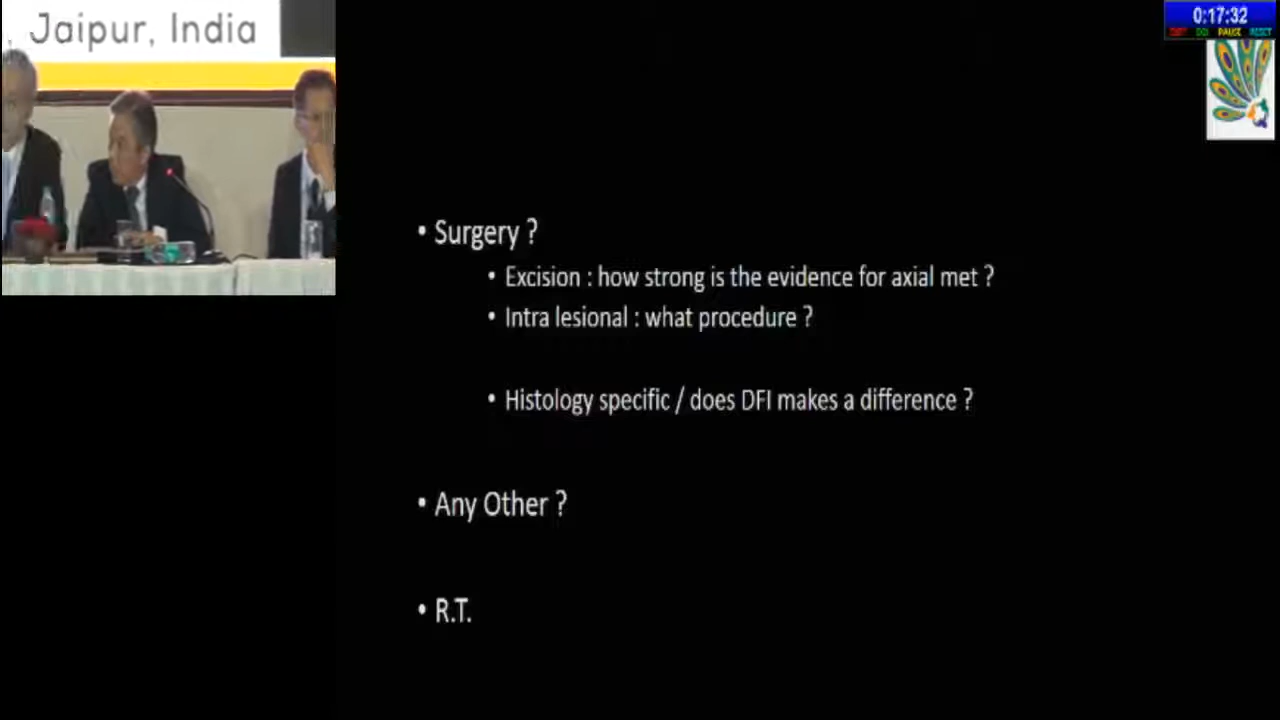 , Jaipur, India
0:17:32
PAUSE
• Surgery ?
• Excision : how strong is the evidence for axial met ?
• Intra lesional : what procedure ?
• Histology specific / does DFI makes a difference ?
• Any Other ?
• R.T.